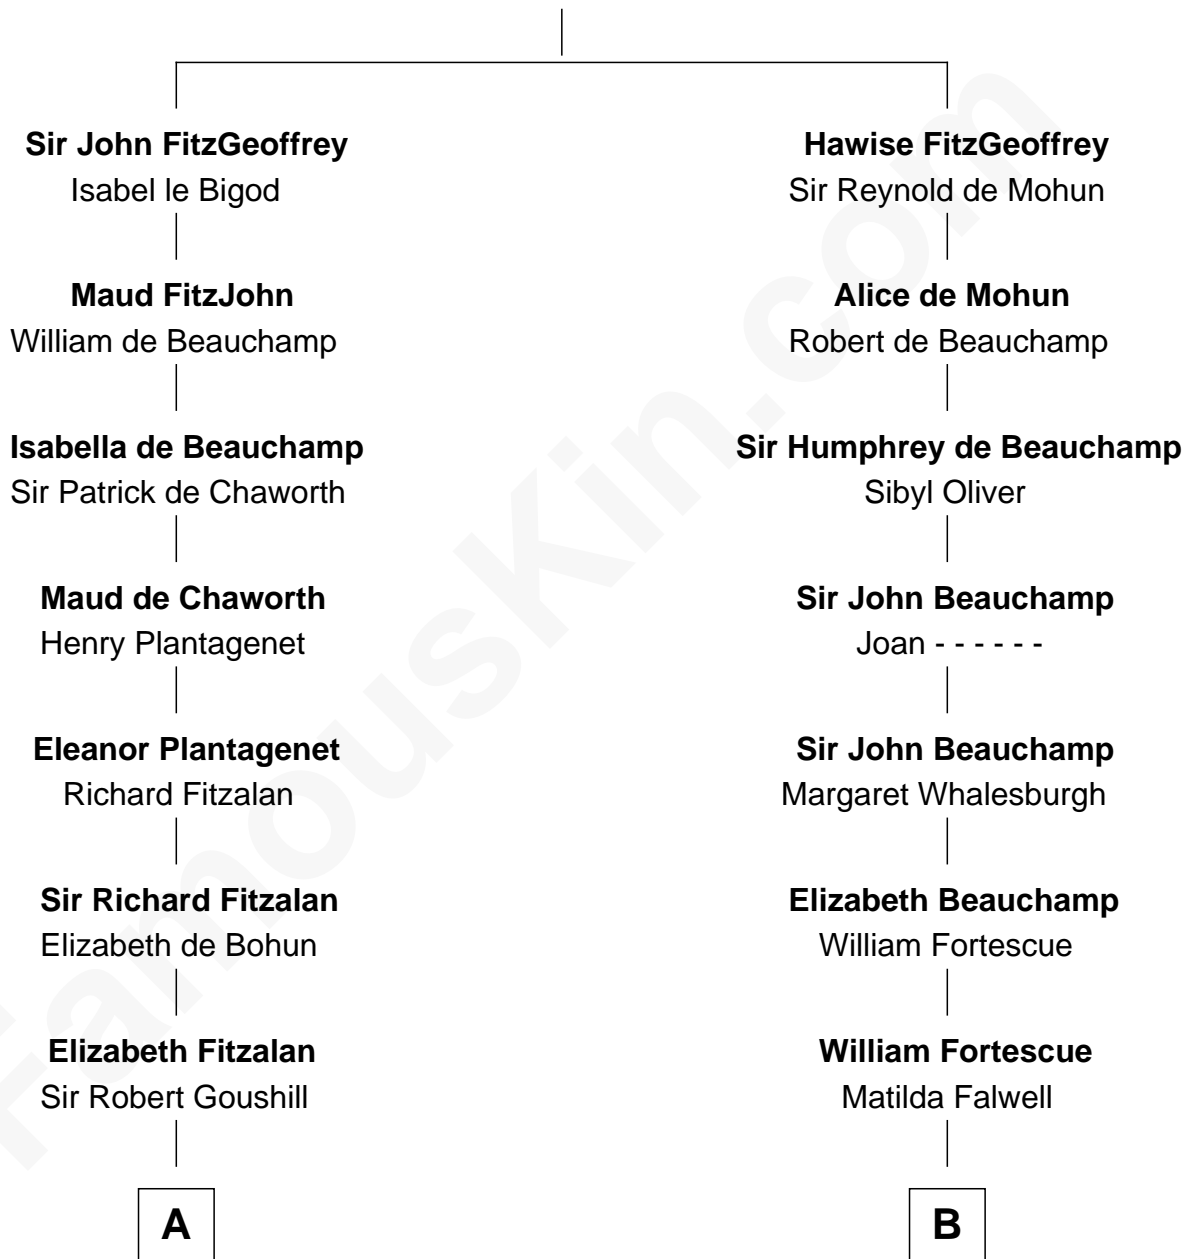 Sir John FitzGeoffrey
Isabel le Bigod
Hawise FitzGeoffrey
Sir Reynold de Mohun
Maud FitzJohn
William de Beauchamp
Alice de Mohun
Robert de Beauchamp
Isabella de Beauchamp
Sir Patrick de Chaworth
Sir Humphrey de Beauchamp
Sibyl Oliver
Maud de Chaworth
Henry Plantagenet
Sir John Beauchamp
Joan - - - - - -
Eleanor Plantagenet
Richard Fitzalan
Sir John Beauchamp
Margaret Whalesburgh
Sir Richard Fitzalan
Elizabeth de Bohun
Elizabeth Beauchamp
William Fortescue
Elizabeth Fitzalan
Sir Robert Goushill
William Fortescue
Matilda Falwell
A
B
FamousKin.com